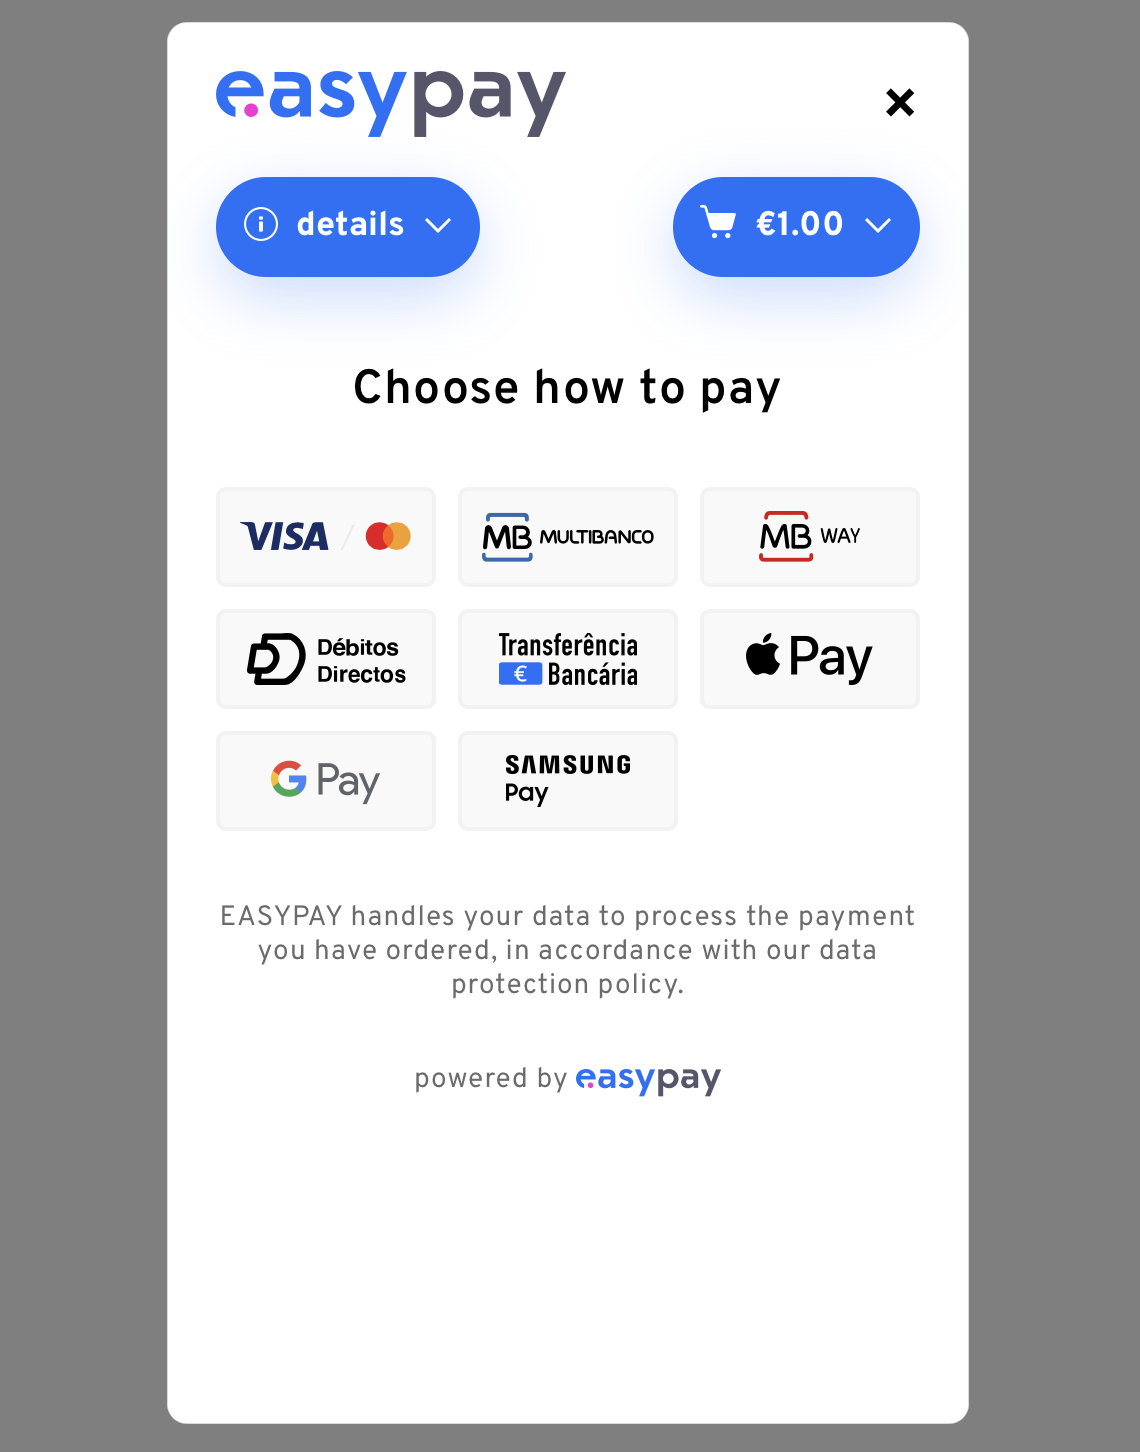 easypay
details
€1.00
Choose how to pay
VISA
MB MULTIBANCO
MB WAY
Débitos
Directos
Transferência
€ Bancária
Pay
G Pay
SAMSUNG
Pay
EASYPAY handles your data to process the payment
you have ordered, in accordance with our data
protection policy.
powered by easypay